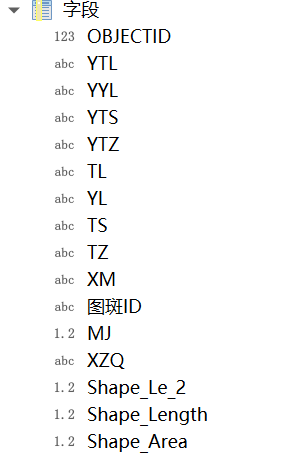 字段
123 OBJECTID
abc YTL
abc YYL
abc YTS
abc YTZ
abc TL
abc YL
abc TS
abc TZ
abc XM
abc 图斑ID
1.2 MJ
abc XZQ
1.2 Shape_Le_2
1.2 Shape_Length
1.2 Shape_Area